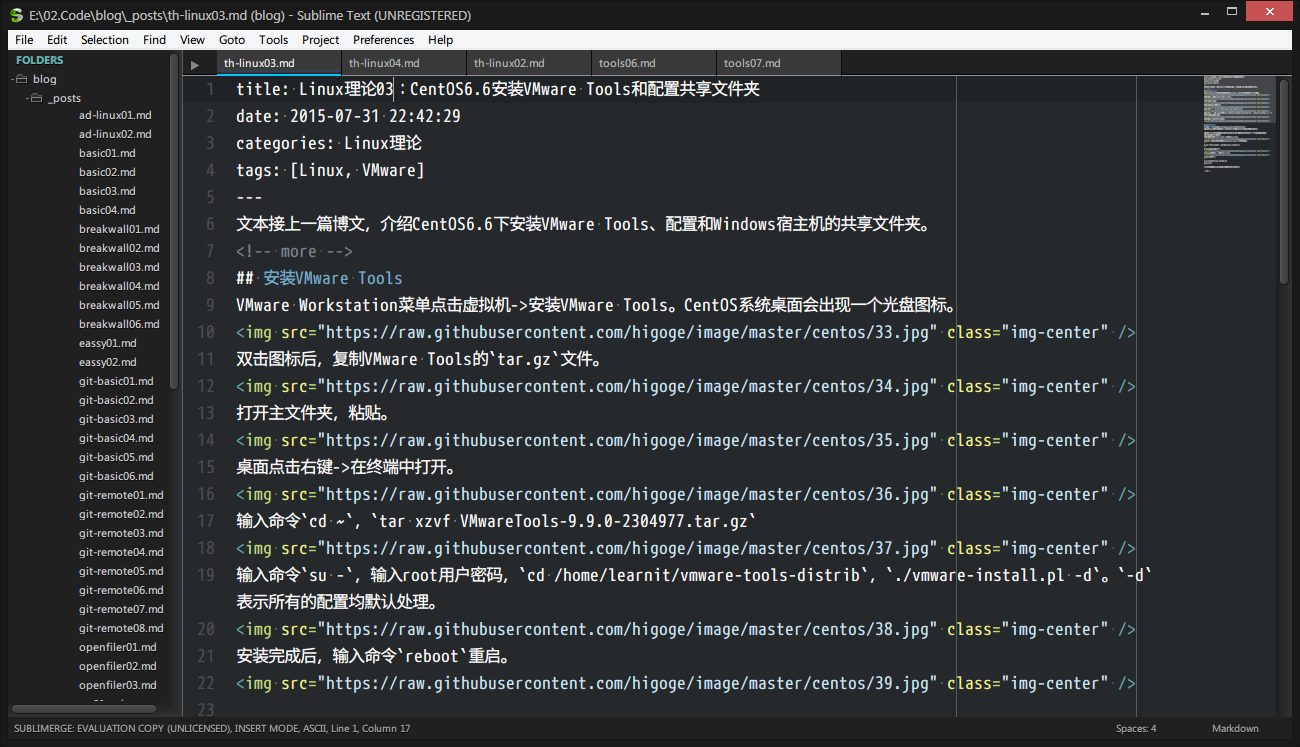 E:\02.Code\blog\_posts\th-linux03.md (blog) - Sublime Text (UNREGISTERED)
File Edit Selection Find View Goto Tools Project Preferences Help
FOLDERS
blog
_posts
ad-linux01.md
ad-linux02.md
basic01.md
basic02.md
basic03.md
basic04.md
breakwall01.md
breakwall02.md
breakwall03.md
breakwall04.md
breakwall05.md
breakwall06.md
eassy01.md
eassy02.md
git-basic01.md
git-basic02.md
git-basic03.md
git-basic04.md
git-basic05.md
git-basic06.md
git-remote01.md
git-remote02.md
git-remote03.md
git-remote04.md
git-remote05.md
git-remote06.md
git-remote07.md
git-remote08.md
openfiler01.md
openfiler02.md
openfiler03.md
th-linux03.md th-linux04.md th-linux02.md tools06.md tools07.md
1 title: Linux理论03：CentOS6.6安装VMware Tools和配置共享文件夹
2 date: 2015-07-31 22:42:29
3 categories: Linux理论
4 tags: [Linux, VMware]
5 ---
6 文本接上一篇博文，介绍CentOS6.6下安装VMware Tools、配置和Windows宿主机的共享文件夹。
7 <!-- more -->
8 ## 安装VMware Tools
9 VMware Workstation菜单点击虚拟机->安装VMware Tools。CentOS系统桌面会出现一个光盘图标。
10 <img src="https://raw.githubusercontent.com/higoge/image/master/centos/33.jpg" class="img-center" />
11 双击图标后，复制VMware Tools的`tar.gz`文件。
12 <img src="https://raw.githubusercontent.com/higoge/image/master/centos/34.jpg" class="img-center" />
13 打开主文件夹，粘贴。
14 <img src="https://raw.githubusercontent.com/higoge/image/master/centos/35.jpg" class="img-center" />
15 桌面点击右键->在终端中打开。
16 <img src="https://raw.githubusercontent.com/higoge/image/master/centos/36.jpg" class="img-center" />
17 输入命令`cd ~`，`tar xzvf VMwareTools-9.9.0-2304977.tar.gz`
18 <img src="https://raw.githubusercontent.com/higoge/image/master/centos/37.jpg" class="img-center" />
19 输入命令`su -`，输入root用户密码，`cd /home/learnit/vmware-tools-distrib`，`./vmware-install.pl -d`。`-d`
表示所有的配置均默认处理。
20 <img src="https://raw.githubusercontent.com/higoge/image/master/centos/38.jpg" class="img-center" />
21 安装完成后，输入命令`reboot`重启。
22 <img src="https://raw.githubusercontent.com/higoge/image/master/centos/39.jpg" class="img-center" />
23
SUBLIMERGE: EVALUATION COPY (UNLICENSED), INSERT MODE, ASCII, Line 1, Column 17 Spaces: 4 Markdown